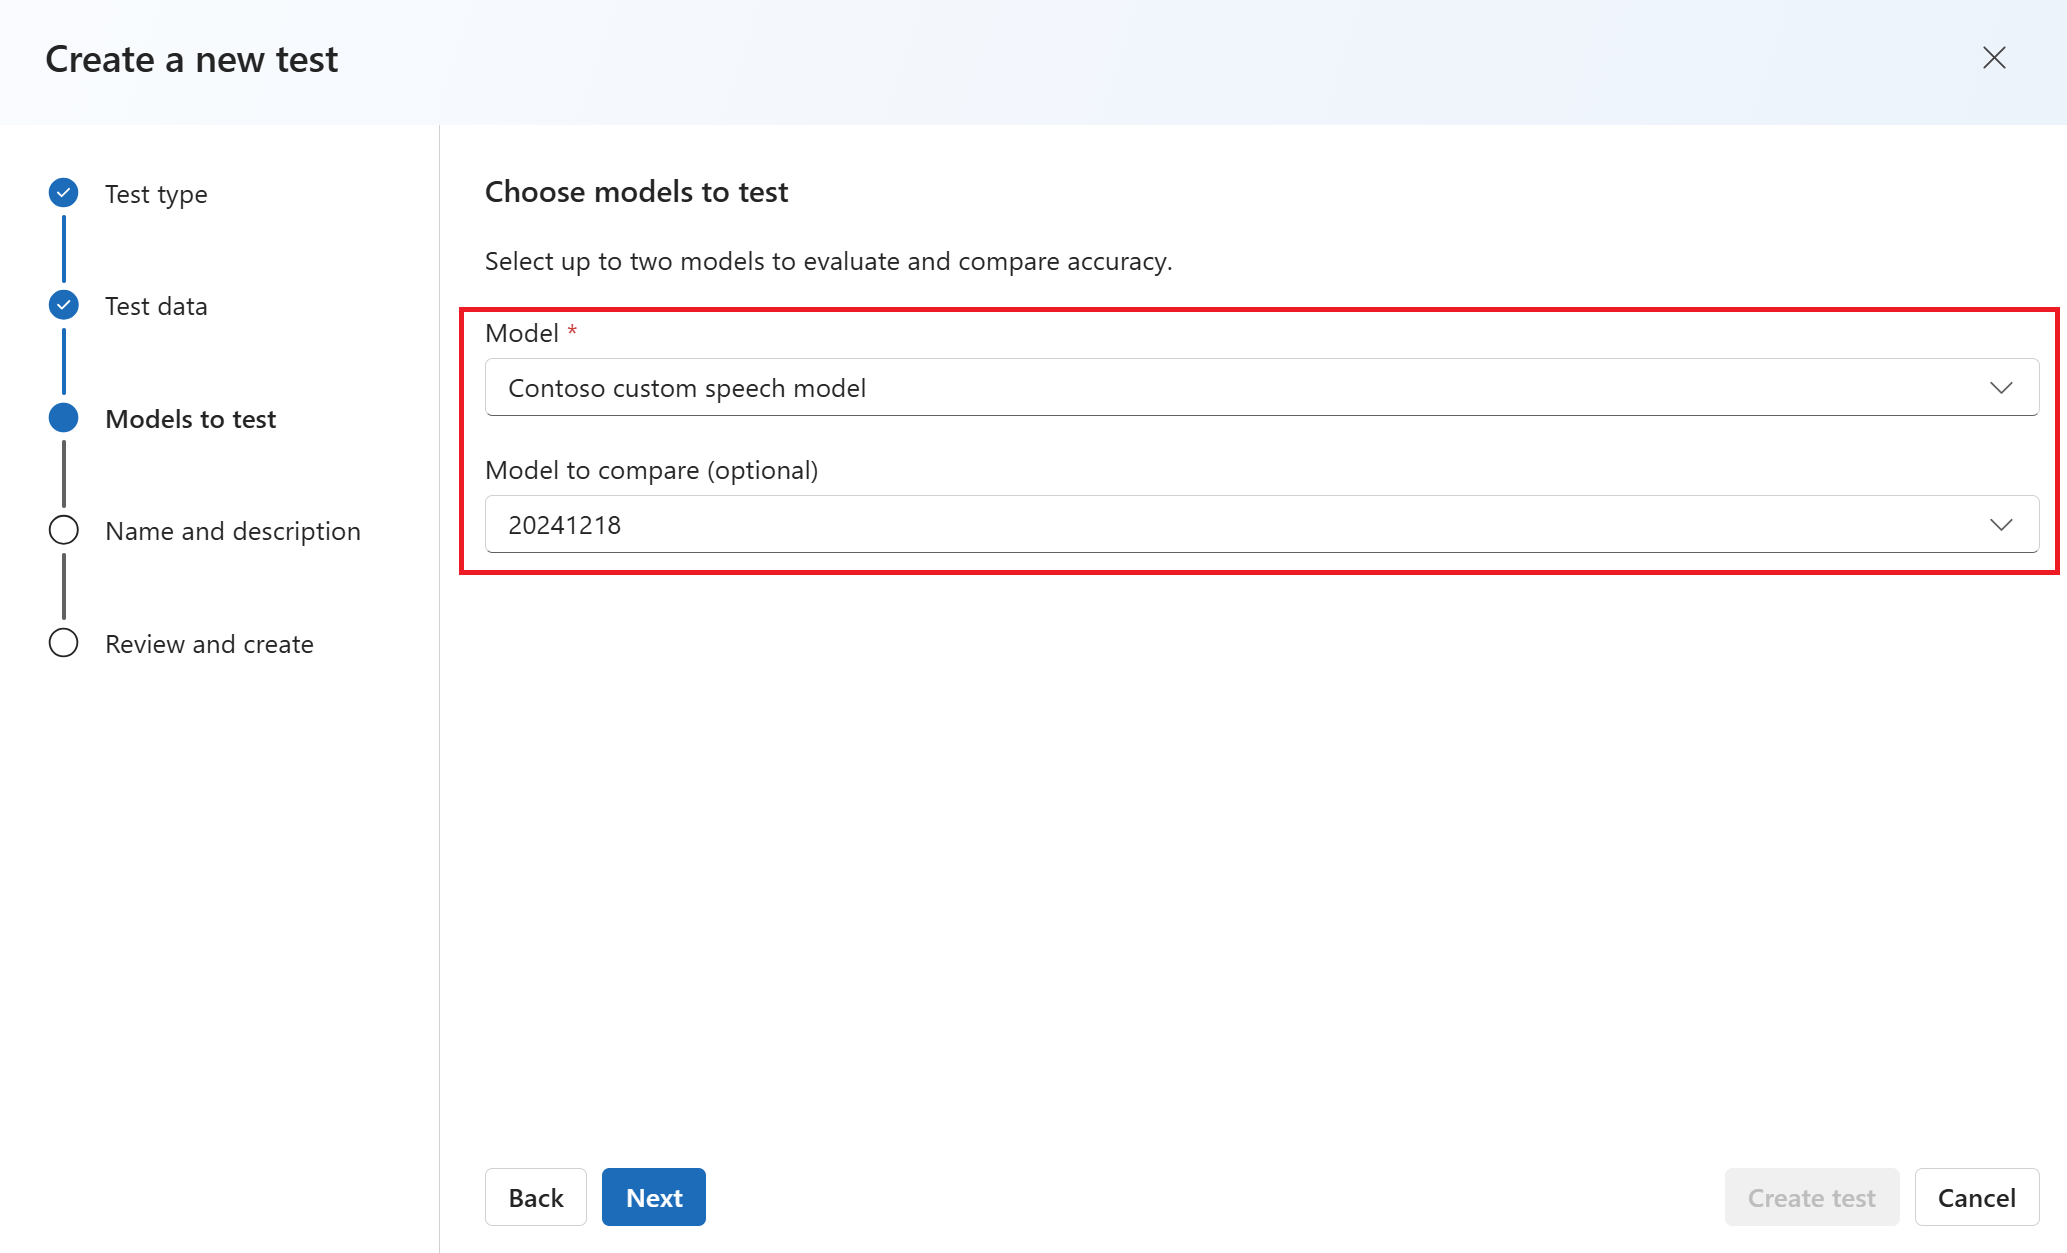 Create a new test
Test type
Test data
Models to test
Name and description
Review and create
Choose models to test
Select up to two models to evaluate and compare accuracy.
Model *
Contoso custom speech model
Model to compare (optional)
20241218
Back
Next
Create test
Cancel